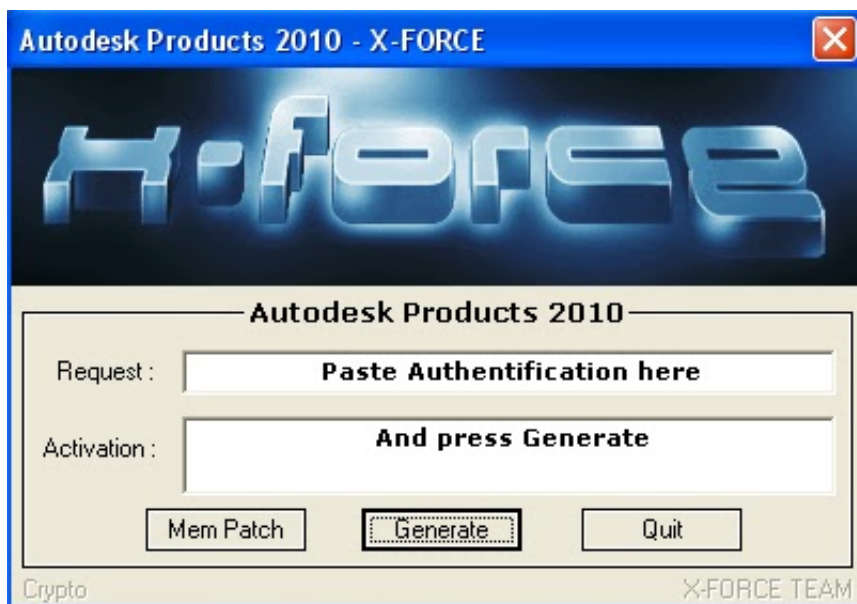 Autodesk Products 2010 - X-FORCE
x-force
Autodesk Products 2010
Request :
Paste Authentification here
Activation :
And press Generate
Mem Patch Generate Quit
Crypto X-FORCE TEAM